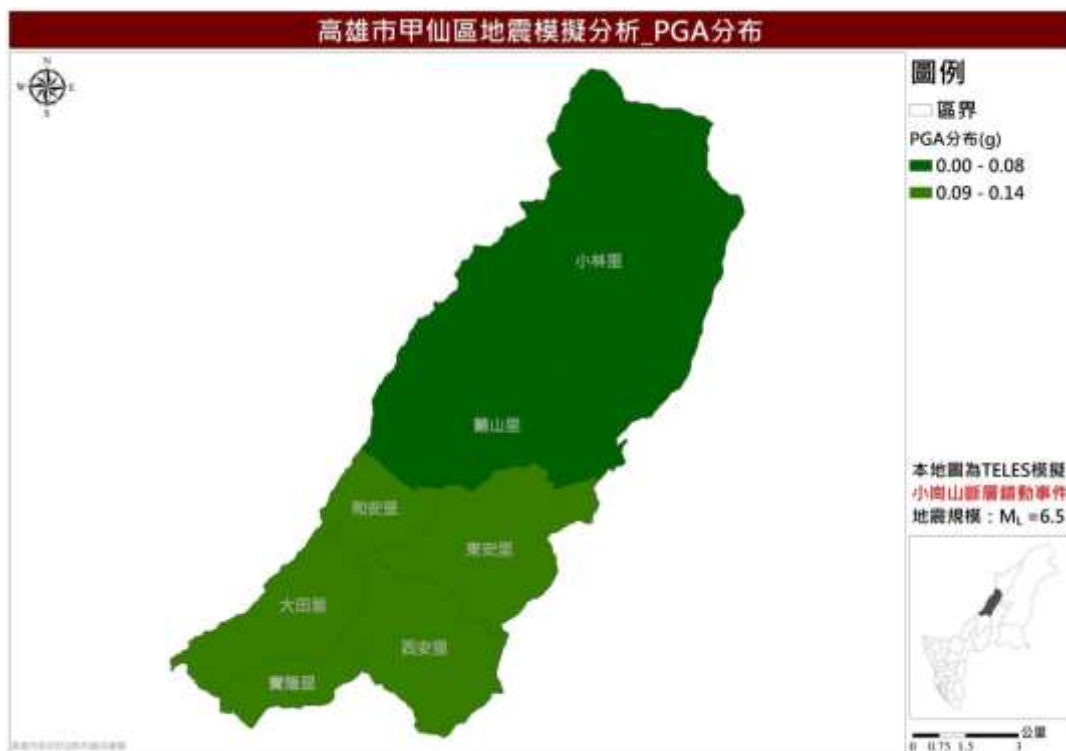 高雄市甲仙區地震模擬分析_PGA分布
N
W E
S
圖例
區界
PGA分布(g)
0.00 - 0.08
0.09 - 0.14
小林里
關山里
和安里
東安里
大田里
西安里
寶隆里
本地圖為TELES模擬
小崗山斷層錯動事件
地震規模：ML =6.5
公里
0 0.75 1.5 3